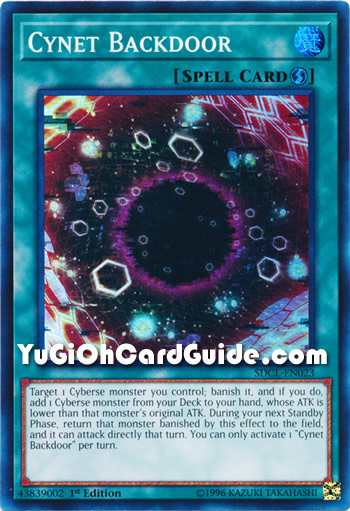 CYNET BACKDOOR
魔
[SPELL CARD]
YuGiOhCardGuide.com
SDCL-EN023
Target 1 Cyberse monster you control; banish it, and if you do,
add 1 Cyberse monster from your Deck to your hand, whose ATK is
lower than that monster's original ATK. During your next Standby
Phase, return that monster banished by this effect to the field,
and it can attack directly that turn. You can only activate 1 "Cynet
Backdoor" per turn.
43839002 1st Edition ©1996 KAZUKI TAKAHASHI